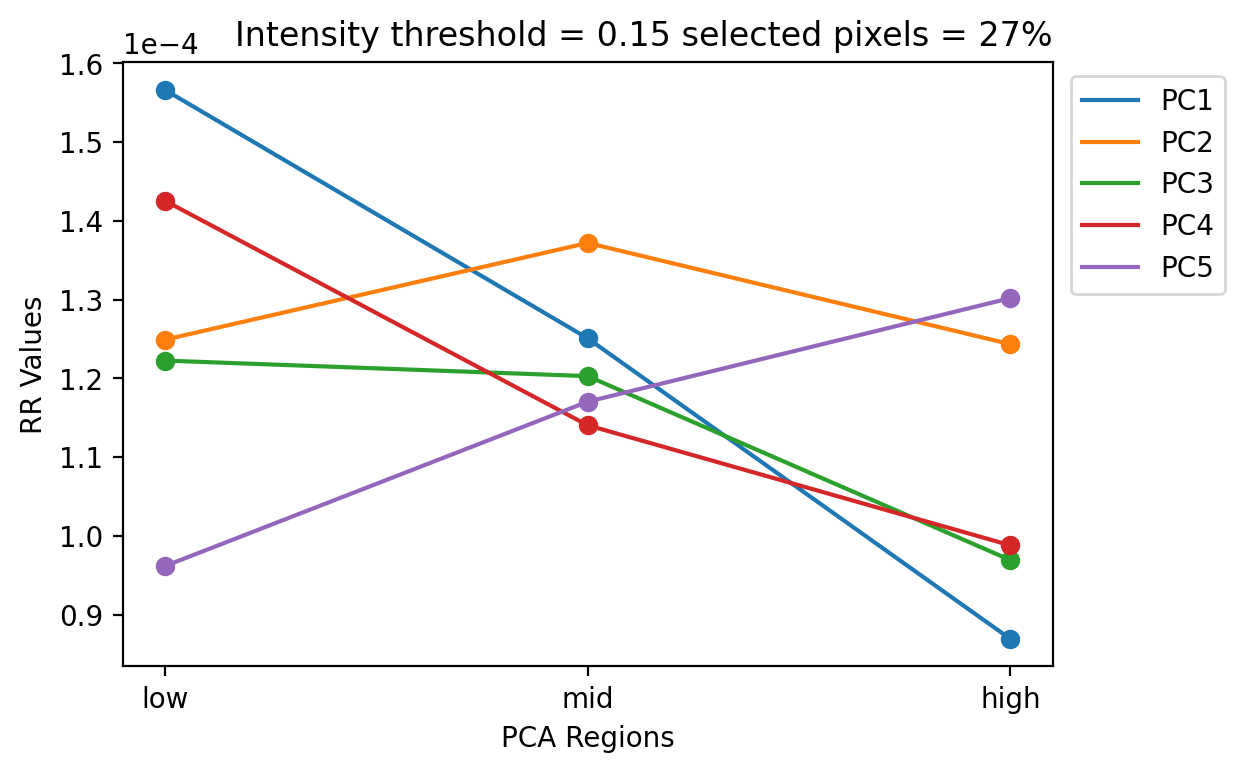 Intensity threshold = 0.15 selected pixels = 27%
1e−4
1.6
1.5
1.4
1.3
1.2
1.1
1.0
0.9
RR Values
low
mid
high
PCA Regions
PC1
PC2
PC3
PC4
PC5